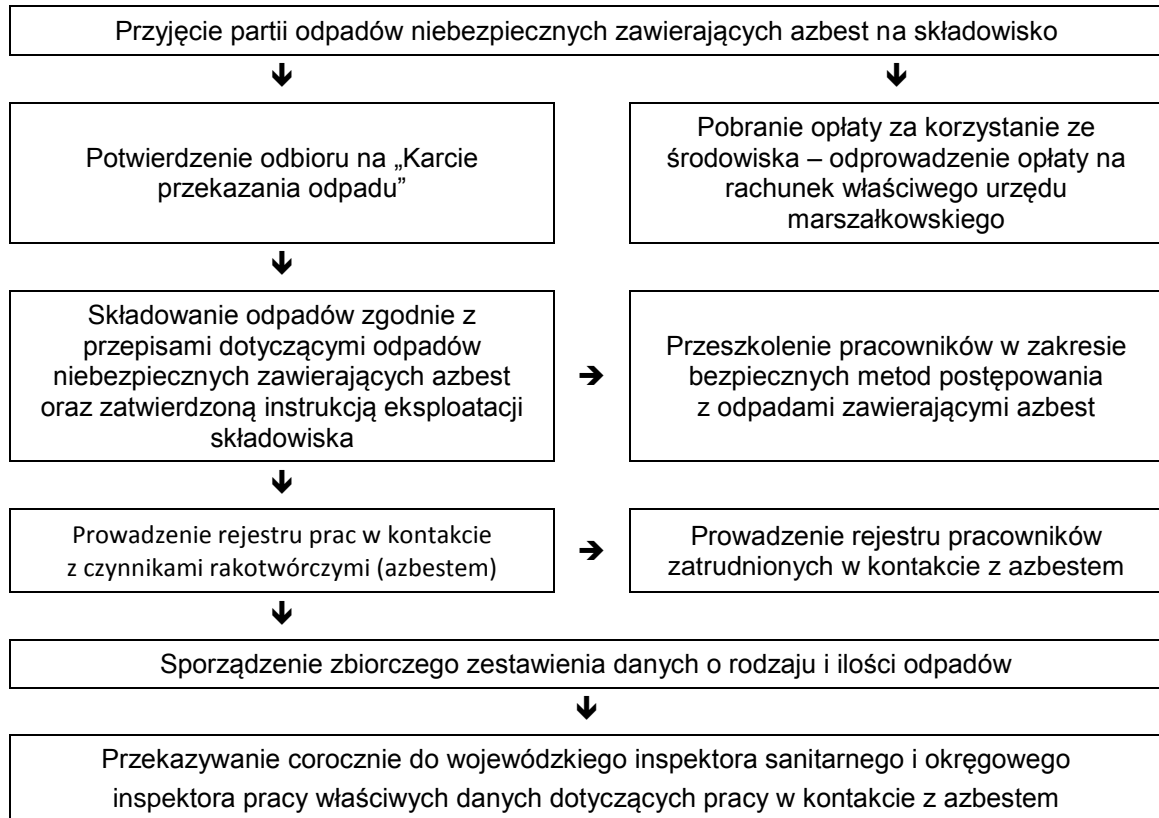 Przyjęcie partii odpadów niebezpiecznych zawierających azbest na składowisko
Potwierdzenie odbioru na „Karcie
przekazania odpadu”
Pobranie opłaty za korzystanie ze
środowiska – odprowadzenie opłaty na
rachunek właściwego urzędu
marszałkowskiego
Składowanie odpadów zgodnie z
przepisami dotyczącymi odpadów
niebezpiecznych zawierających azbest
oraz zatwierdzoną instrukcją eksploatacji
składowiska
Przeszkolenie pracowników w zakresie
bezpiecznych metod postępowania
z odpadami zawierającymi azbest
Prowadzenie rejestru prac w kontakcie
z czynnikami rakotwórczymi (azbestem)
Prowadzenie rejestru pracowników
zatrudnionych w kontakcie z azbestem
Sporządzenie zbiorczego zestawienia danych o rodzaju i ilości odpadów
Przekazywanie corocznie do wojewódzkiego inspektora sanitarnego i okręgowego
inspektora pracy właściwych danych dotyczących pracy w kontakcie z azbestem